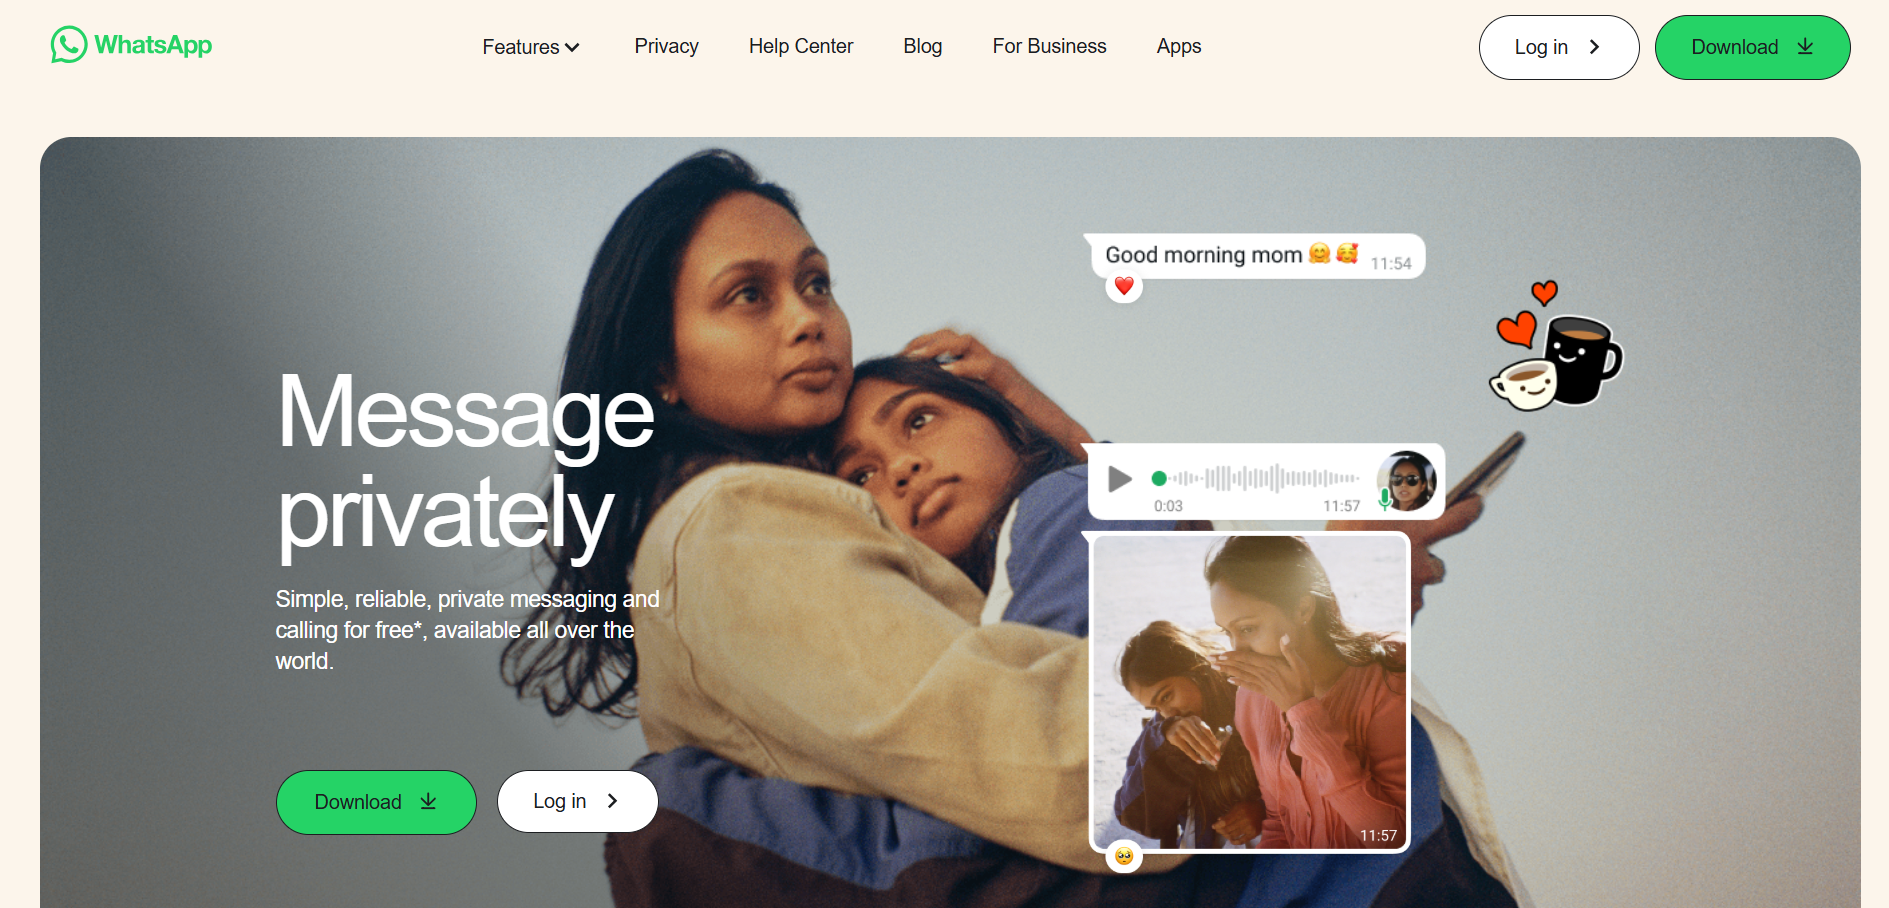 WhatsApp
Features
Privacy
Help Center
Blog
For Business
Apps
Log in
Download
Good morning mom 🤗 🥰 11:54
Message
privately
0:03 11:57
Simple, reliable, private messaging and
calling for free*, available all over the
world.
Download
Log in
11:57